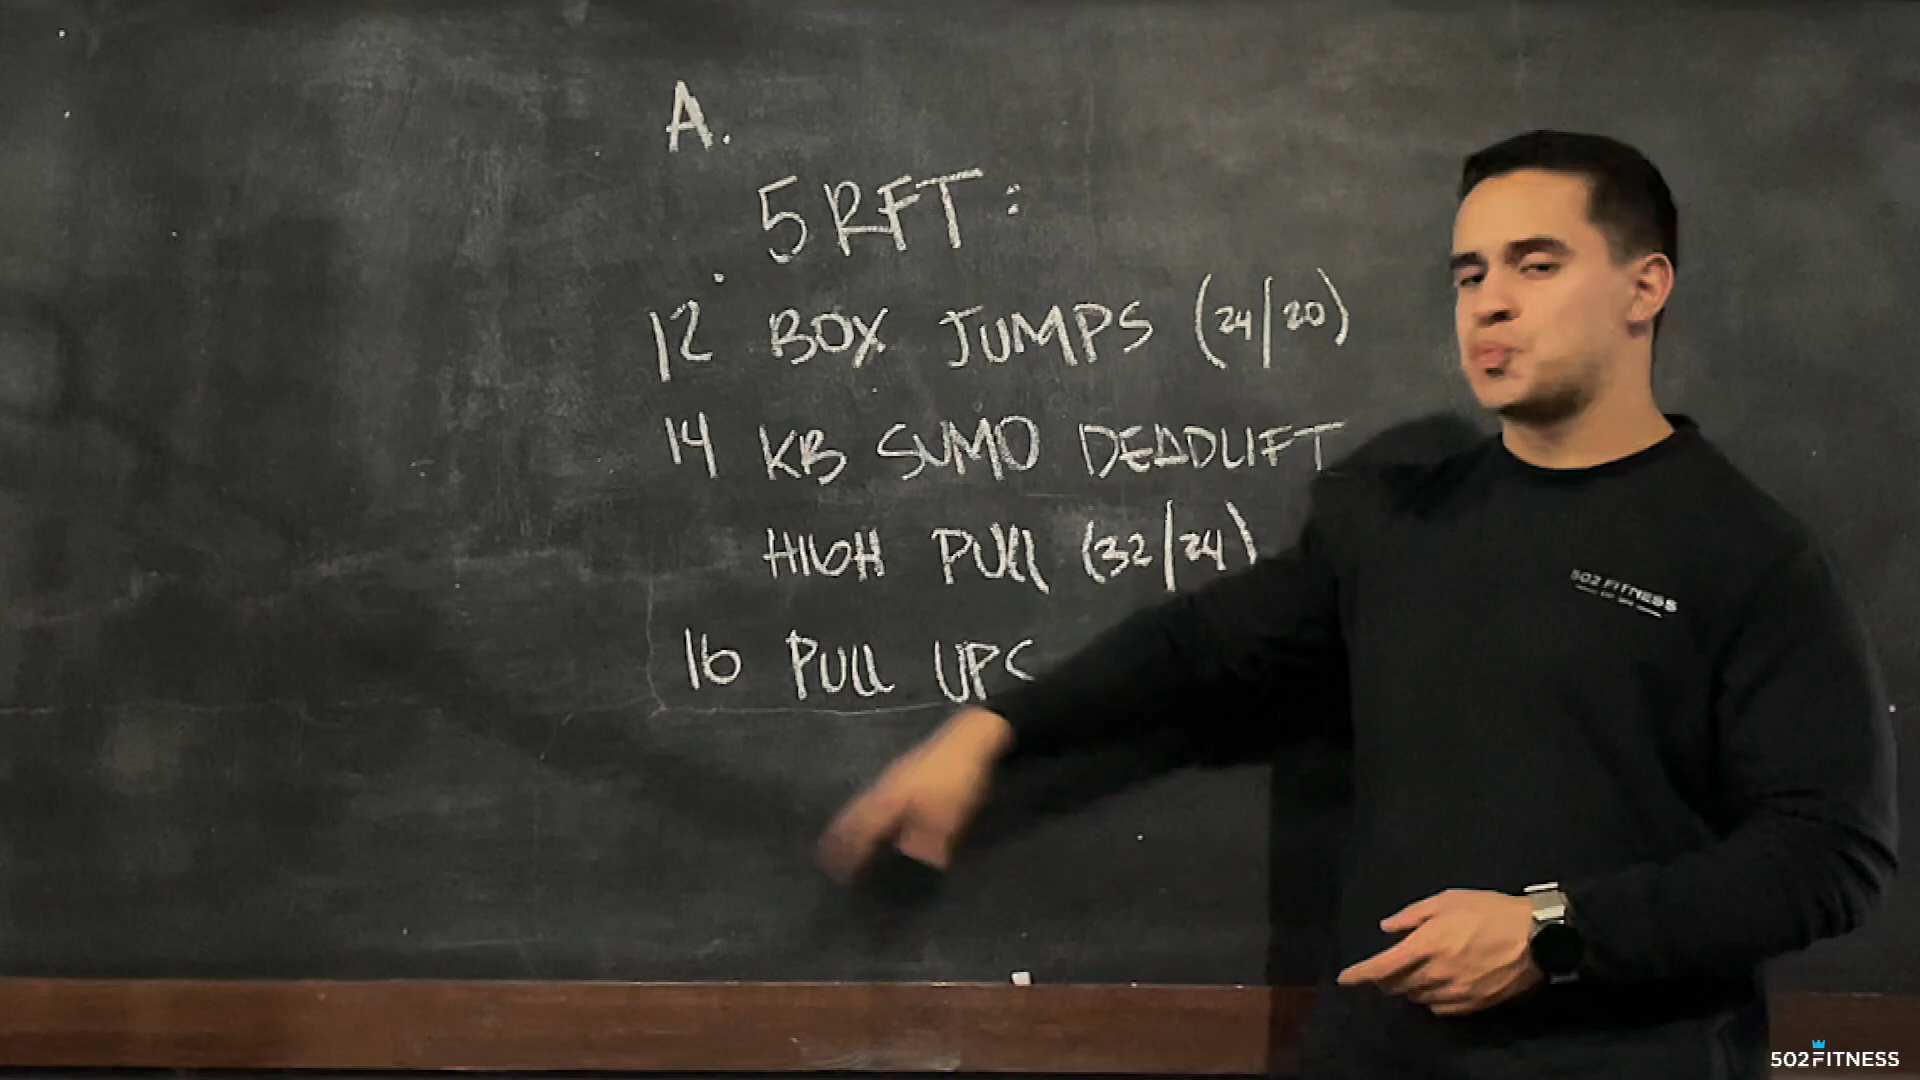 A.
5 RFT:
12 BOX JUMPS (24/20)
14 KB SUMO DEADLIFT
HIGH PULL (32/24)
16 PULL UPS
502 FITNESS
502 FITNESS